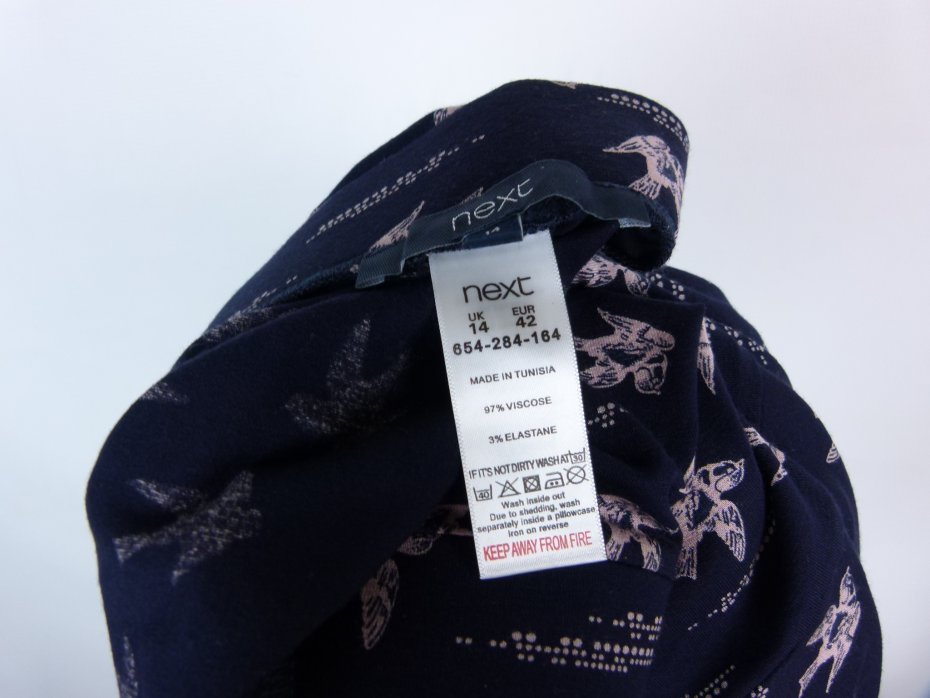 next
14
next
UK EUR
14 42
654-284-164
MADE IN TUNISIA
97% VISCOSE
3% ELASTANE
IF IT'S NOT DIRTY WASH AT 30
40
Wash inside out
Due to shedding, wash
separately inside a pillowcase
iron on reverse
KEEP AWAY FROM FIRE